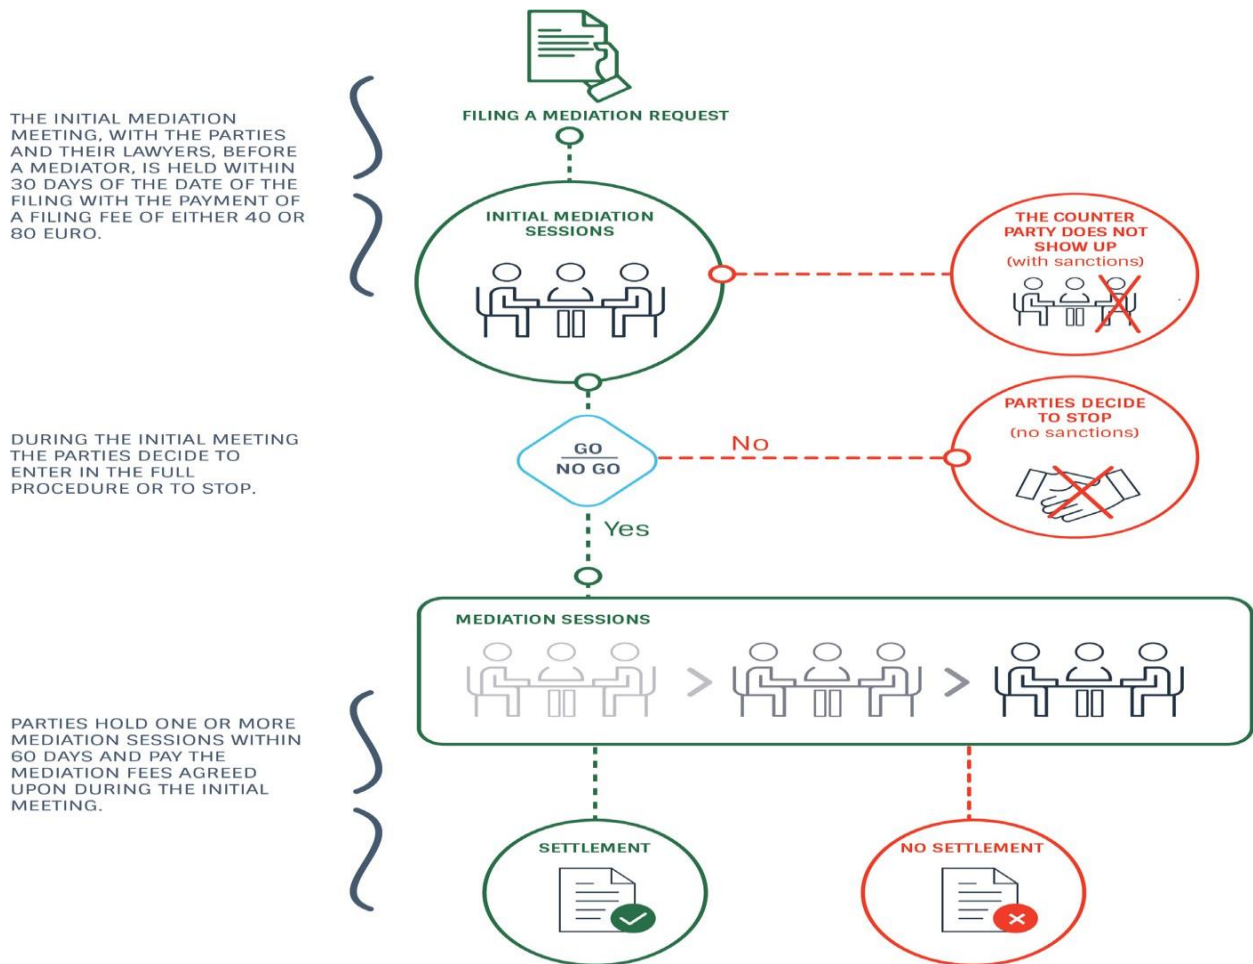 FILING A MEDIATION REQUEST
THE INITIAL MEDIATION
MEETING, WITH THE PARTIES
AND THEIR LAWYERS, BEFORE
A MEDIATOR, IS HELD WITHIN
30 DAYS OF THE DATE OF THE
FILING WITH THE PAYMENT OF
A FILING FEE OF EITHER 40 OR
80 EURO.
INITIAL MEDIATION
SESSIONS
THE COUNTER
PARTY DOES NOT
SHOW UP
(with sanctions)
DURING THE INITIAL MEETING
THE PARTIES DECIDE TO
ENTER IN THE FULL
PROCEDURE OR TO STOP.
GO
NO GO
No
PARTIES DECIDE
TO STOP
(no sanctions)
Yes
MEDIATION SESSIONS
PARTIES HOLD ONE OR MORE
MEDIATION SESSIONS WITHIN
60 DAYS AND PAY THE
MEDIATION FEES AGREED
UPON DURING THE INITIAL
MEETING.
SETTLEMENT
NO SETTLEMENT